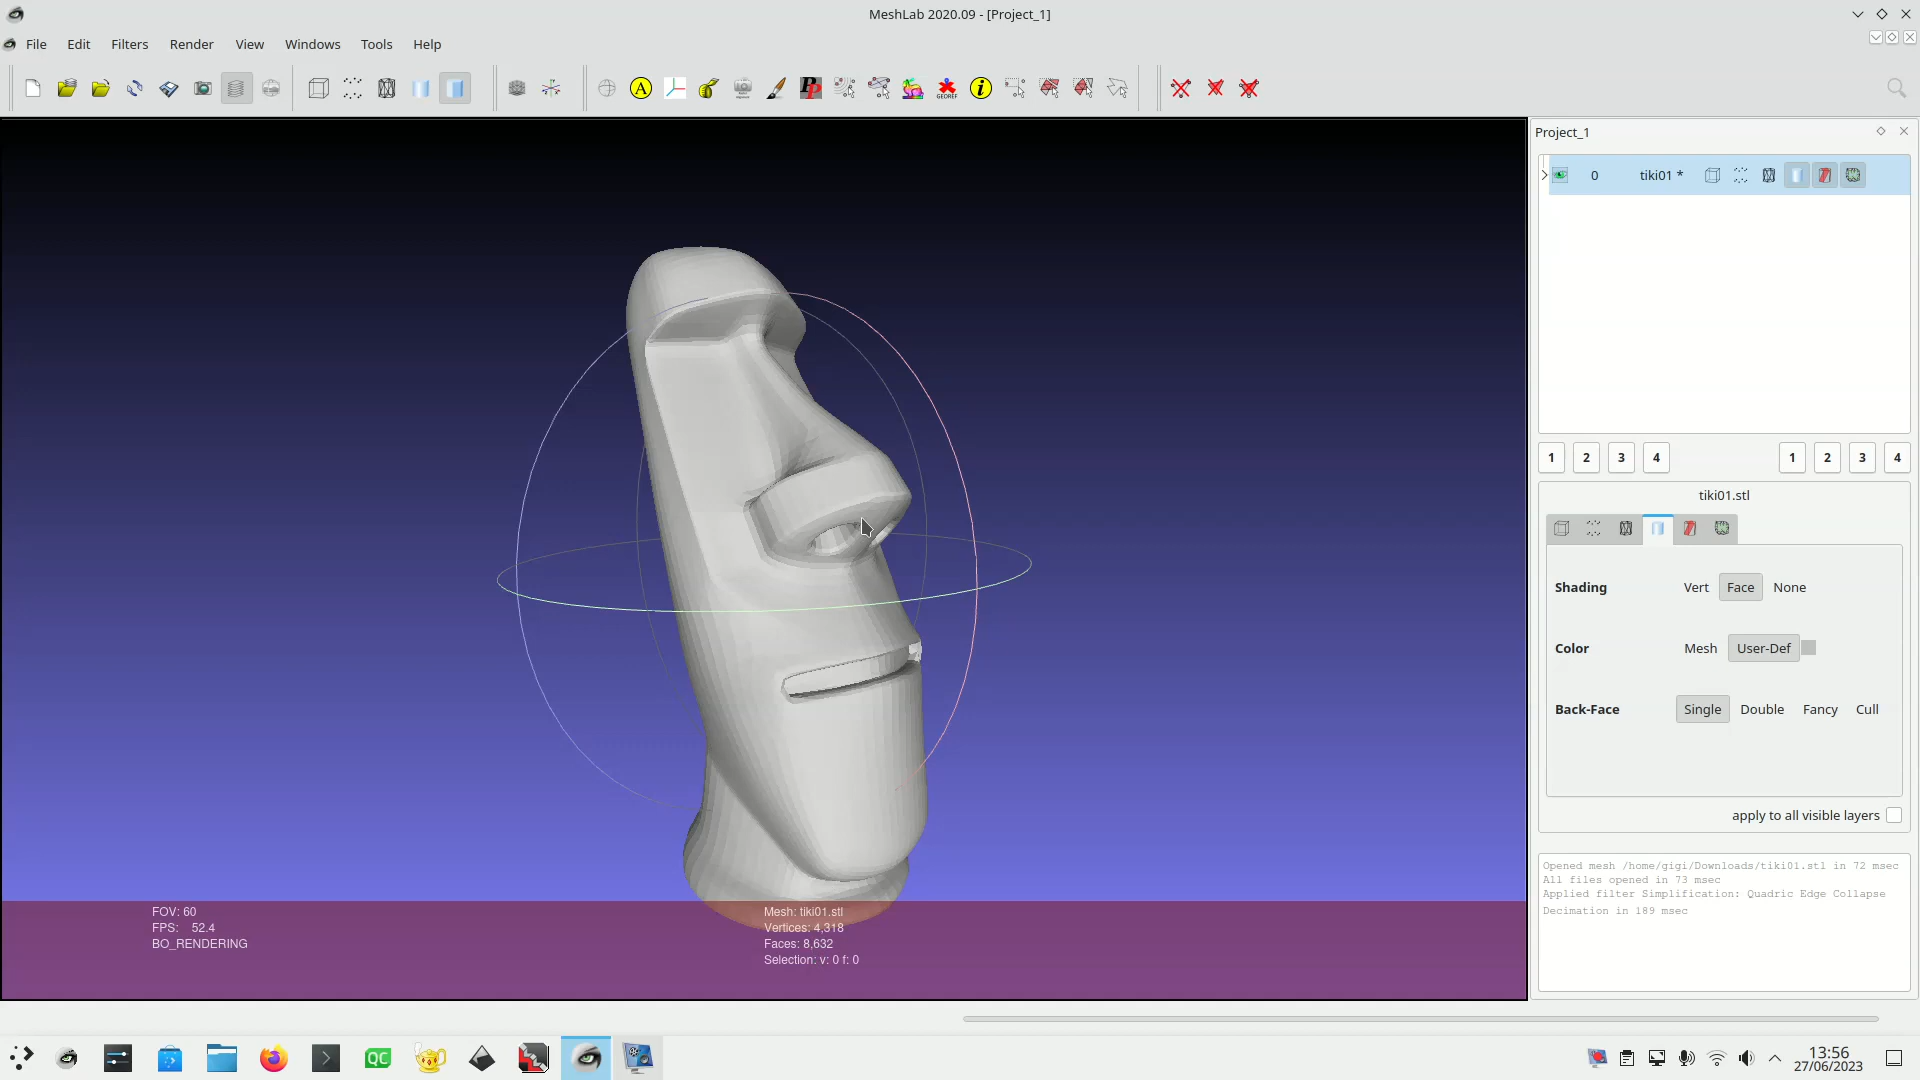 MeshLab 2020.09 - [Project_1]
File Edit Filters Render View Windows Tools Help
A
PP
GEOREF
i
Project_1
0 tiki01 *
1 2 3 4 1 2 3 4
tiki01.stl
Shading Vert Face None
Color Mesh User-Def
Back-Face Single Double Fancy Cull
apply to all visible layers
Opened mesh /home/gigi/Downloads/tiki01.stl in 72 msec
All files opened in 73 msec
Applied filter Simplification: Quadric Edge Collapse
Decimation in 189 msec
FOV: 60
FPS: 52.4
BO_RENDERING
Mesh: tiki01.stl
Vertices: 4,318
Faces: 8,632
Selection: v: 0 f: 0
QC
13:56
27/06/2023